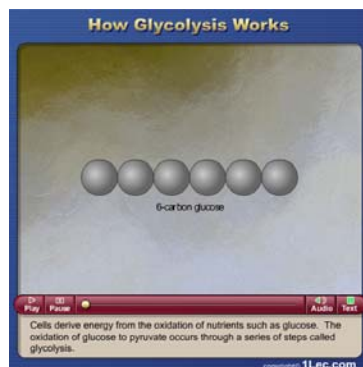 How Glycolysis Works
6-carbon glucose
Play Pause Audio Text
Cells derive energy from the oxidation of nutrients such as glucose. The
oxidation of glucose to pyruvate occurs through a series of steps called
glycolysis.
1Lec.com